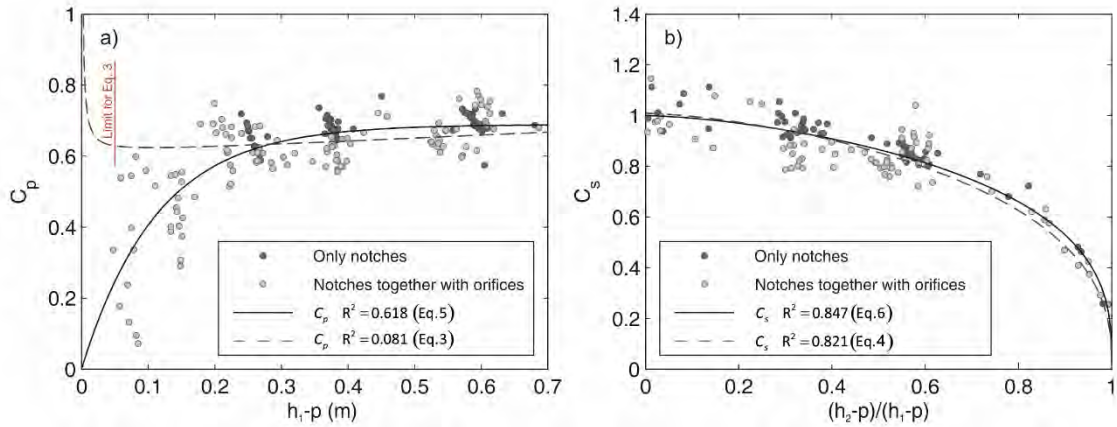 a)
1
0.8
0.6
0.4
0.2
0
C_p
Limit for Eq. 3
Only notches
Notches together with orifices
C_p R² = 0.618 (Eq.5)
C_p R² = 0.081 (Eq.3)
0 0.1 0.2 0.3 0.4 0.5 0.6 0.7
h₁-p (m)
b)
1.4
1.2
1
0.8
0.6
0.4
0.2
0
C_s
Only notches
Notches together with orifices
C_s R² = 0.847 (Eq.6)
C_s R² = 0.821 (Eq.4)
0 0.2 0.4 0.6 0.8 1
(h₂-p)/(h₁-p)